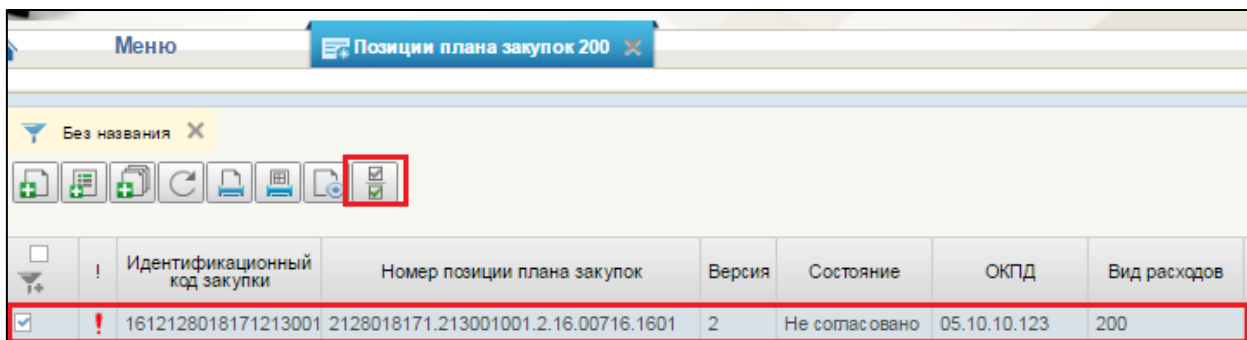 Меню
Позиции плана закупок 200
Без названия
! Идентификационный код закупки Номер позиции плана закупок Версия Состояние ОКПД Вид расходов
! 1612128018171213001 2128018171.213001001.2.16.00716.1601 2 Не согласовано 05.10.10.123 200